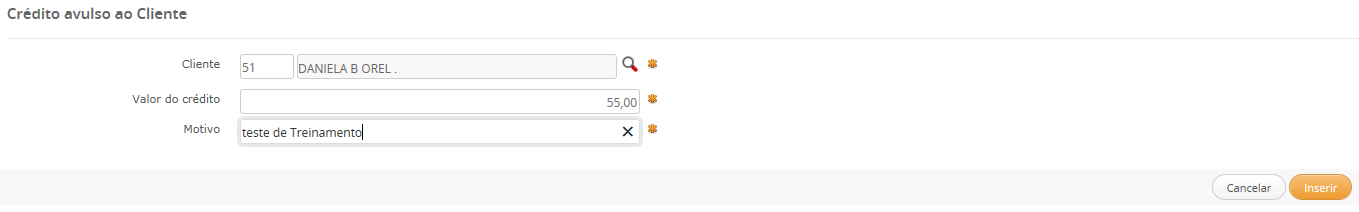 Crédito avulso ao Cliente
Cliente 51 DANIELA B OREL .
Valor do crédito 55,00
Motivo teste de Treinamento
Cancelar Inserir